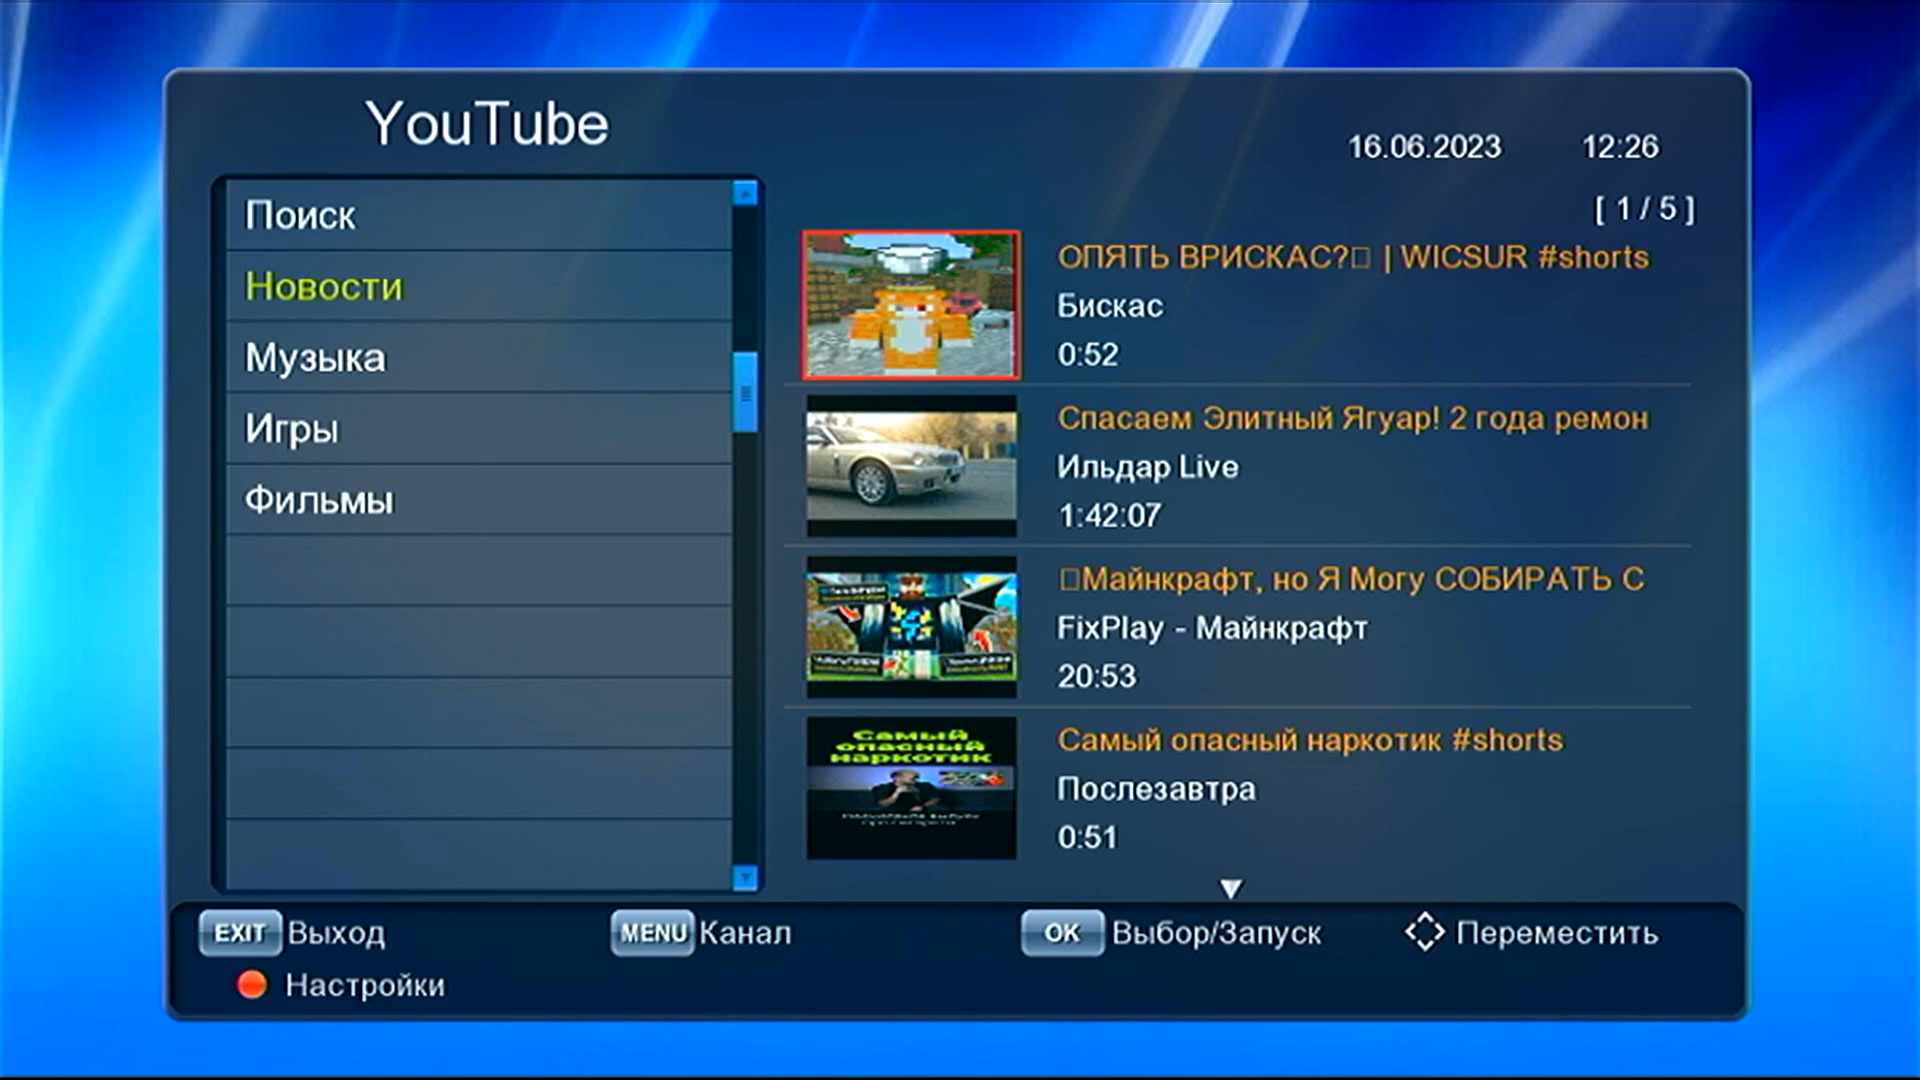 YouTube
16.06.2023 12:26
[ 1 / 5 ]
Поиск
Новости
Музыка
Игры
Фильмы
ОПЯТЬ ВРИСКАС?▯ | WICSUR #shorts
Бискас
0:52
Спасаем Элитный Ягуар! 2 года ремон
Ильдар Live
1:42:07
▯Майнкрафт, но Я Могу СОБИРАТЬ С
FixPlay - Майнкрафт
20:53
Самый
опасный
наркотик
Самый опасный наркотик #shorts
Послезавтра
0:51
EXIT Выход MENU Канал OK Выбор/Запуск Переместить
Настройки